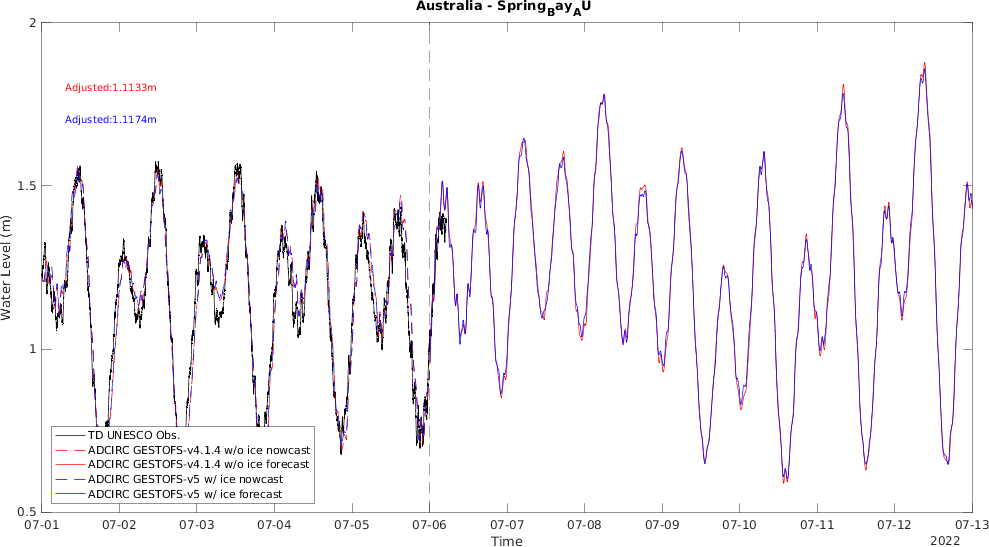 Australia - Spring_Bay_AU
2
Adjusted:1.1133m
Adjusted:1.1174m
1.5
Water Level (m)
1
TD UNESCO Obs.
ADCIRC GESTOFS-v4.1.4 w/o ice nowcast
ADCIRC GESTOFS-v4.1.4 w/o ice forecast
ADCIRC GESTOFS-v5 w/ ice nowcast
ADCIRC GESTOFS-v5 w/ ice forecast
0.5
07-01 07-02 07-03 07-04 07-05 07-06 07-07 07-08 07-09 07-10 07-11 07-12 07-13
Time
2022